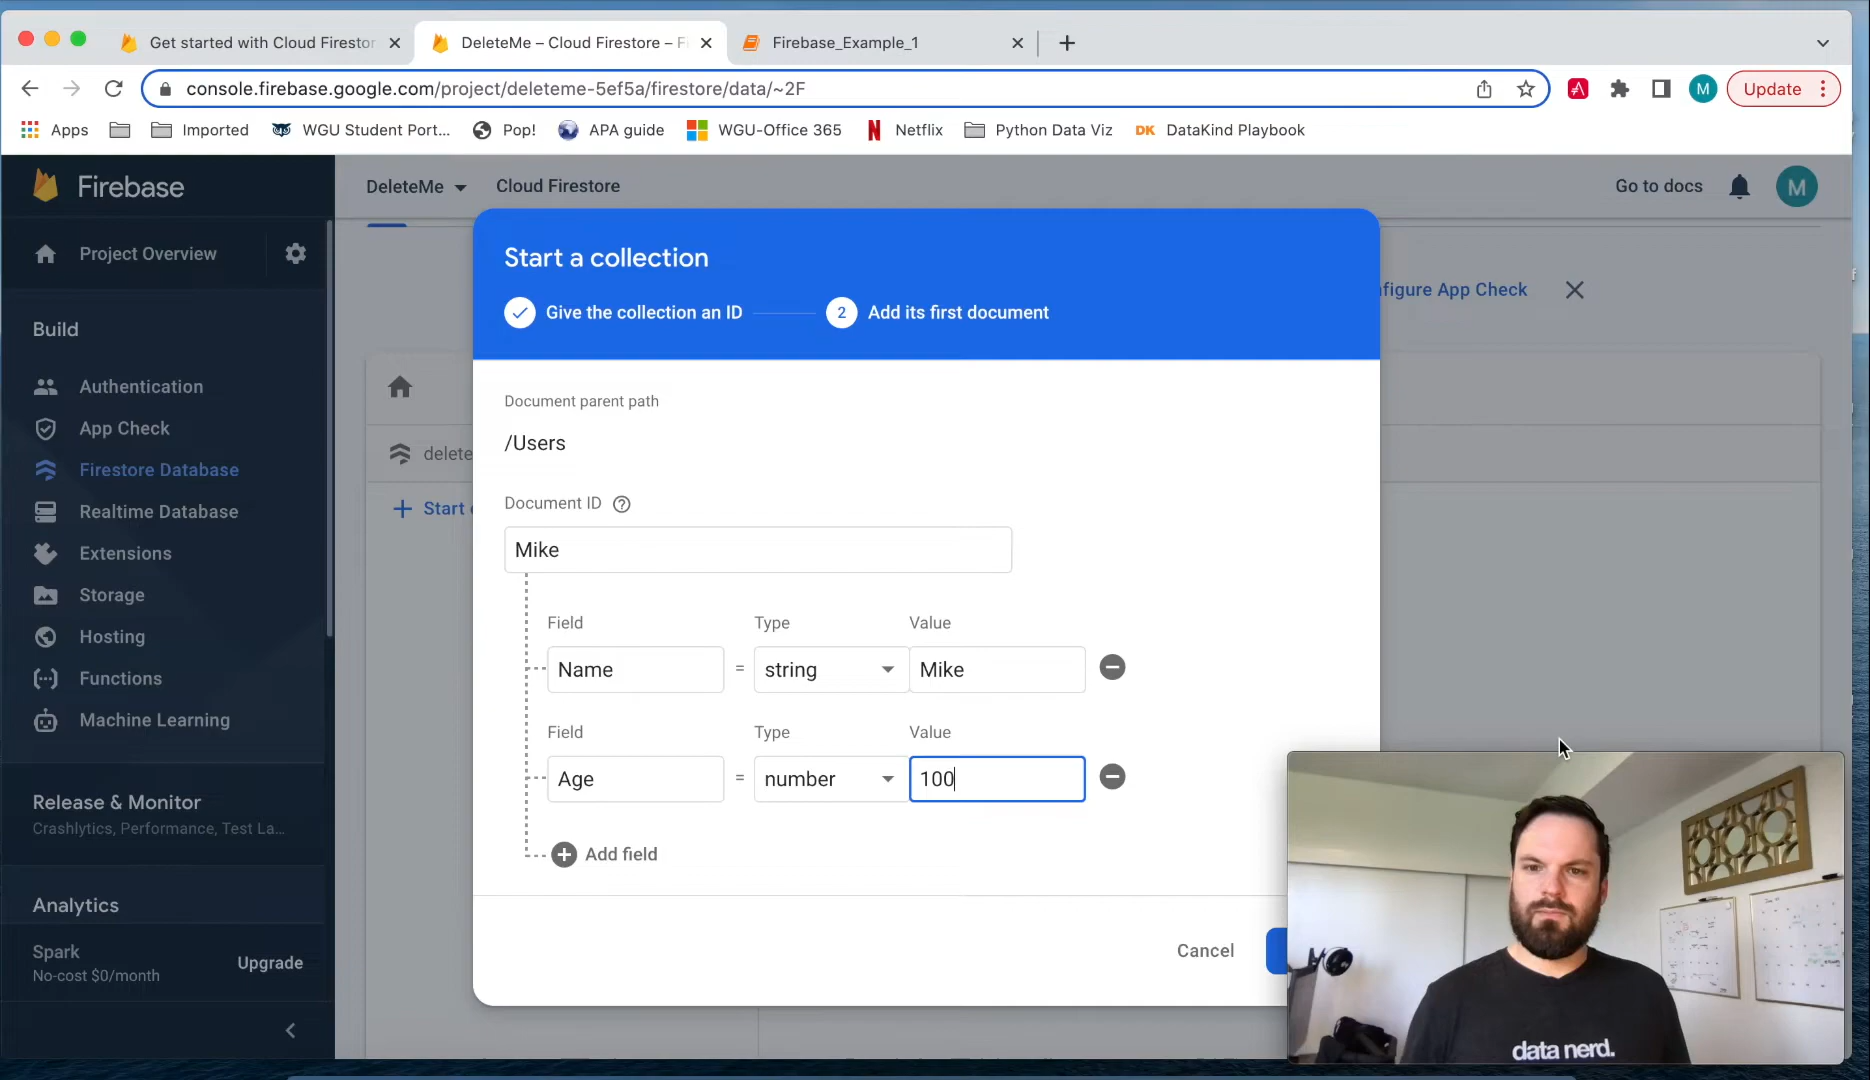 Get started with Cloud Firestor
DeleteMe – Cloud Firestore – F
Firebase_Example_1
console.firebase.google.com/project/deleteme-5ef5a/firestore/data/~2F
M
Update
Apps
Imported
WGU Student Port...
Pop!
APA guide
WGU-Office 365
Netflix
Python Data Viz
DK DataKind Playbook
Firebase
DeleteMe
Cloud Firestore
Go to docs
M
Project Overview
Start a collection
Give the collection an ID
2 Add its first document
nfigure App Check
Build
Authentication
App Check
Firestore Database
Realtime Database
Extensions
Storage
Hosting
Functions
Machine Learning
Release & Monitor
Crashlytics, Performance, Test La...
Analytics
Spark
No-cost $0/month
Upgrade
delete
Start
Document parent path
/Users
Document ID
Mike
Field Type Value
Name = string Mike
Field Type Value
Age = number 100
Add field
Cancel
data nerd.